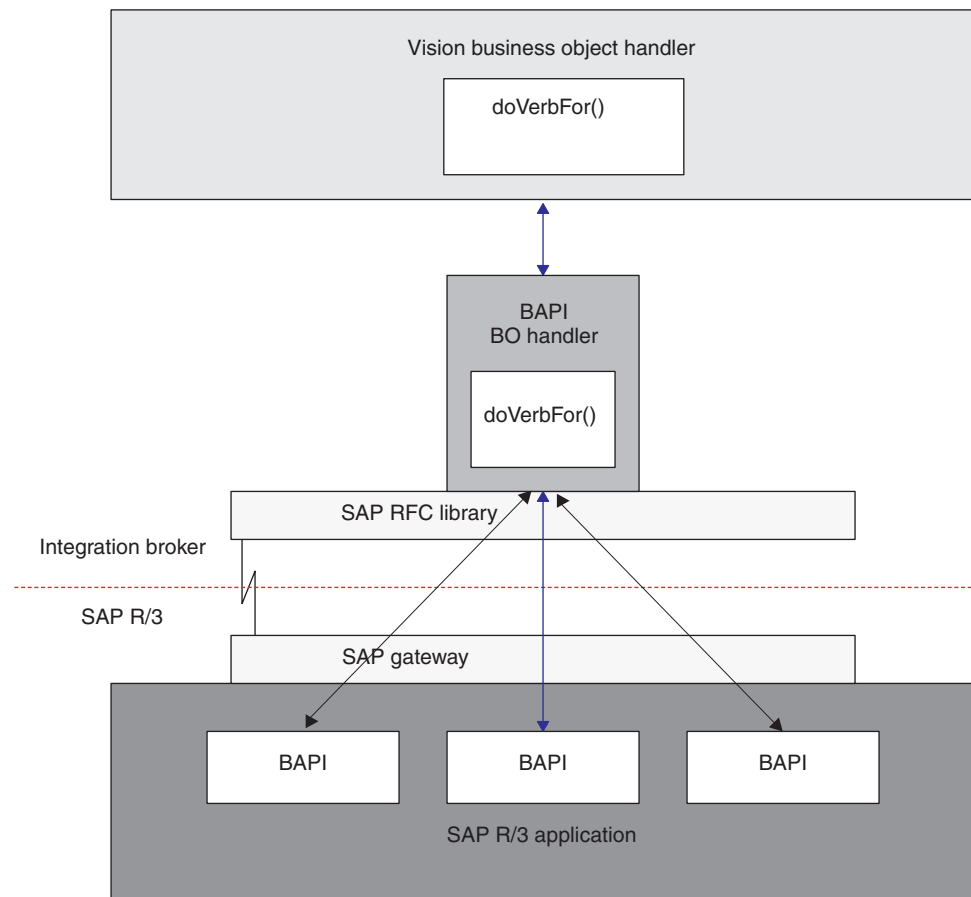 Vision business object handler
doVerbFor()
BAPI
BO handler
doVerbFor()
SAP RFC library
Integration broker
SAP R/3
SAP gateway
BAPI
BAPI
BAPI
SAP R/3 application